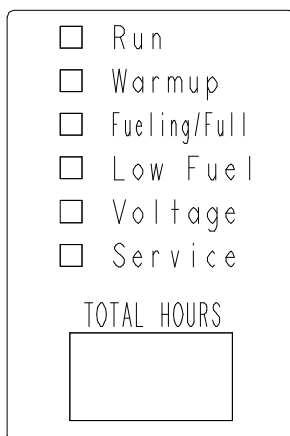 Run
Warmup
Fueling/Full
Low Fuel
Voltage
Service
TOTAL HOURS